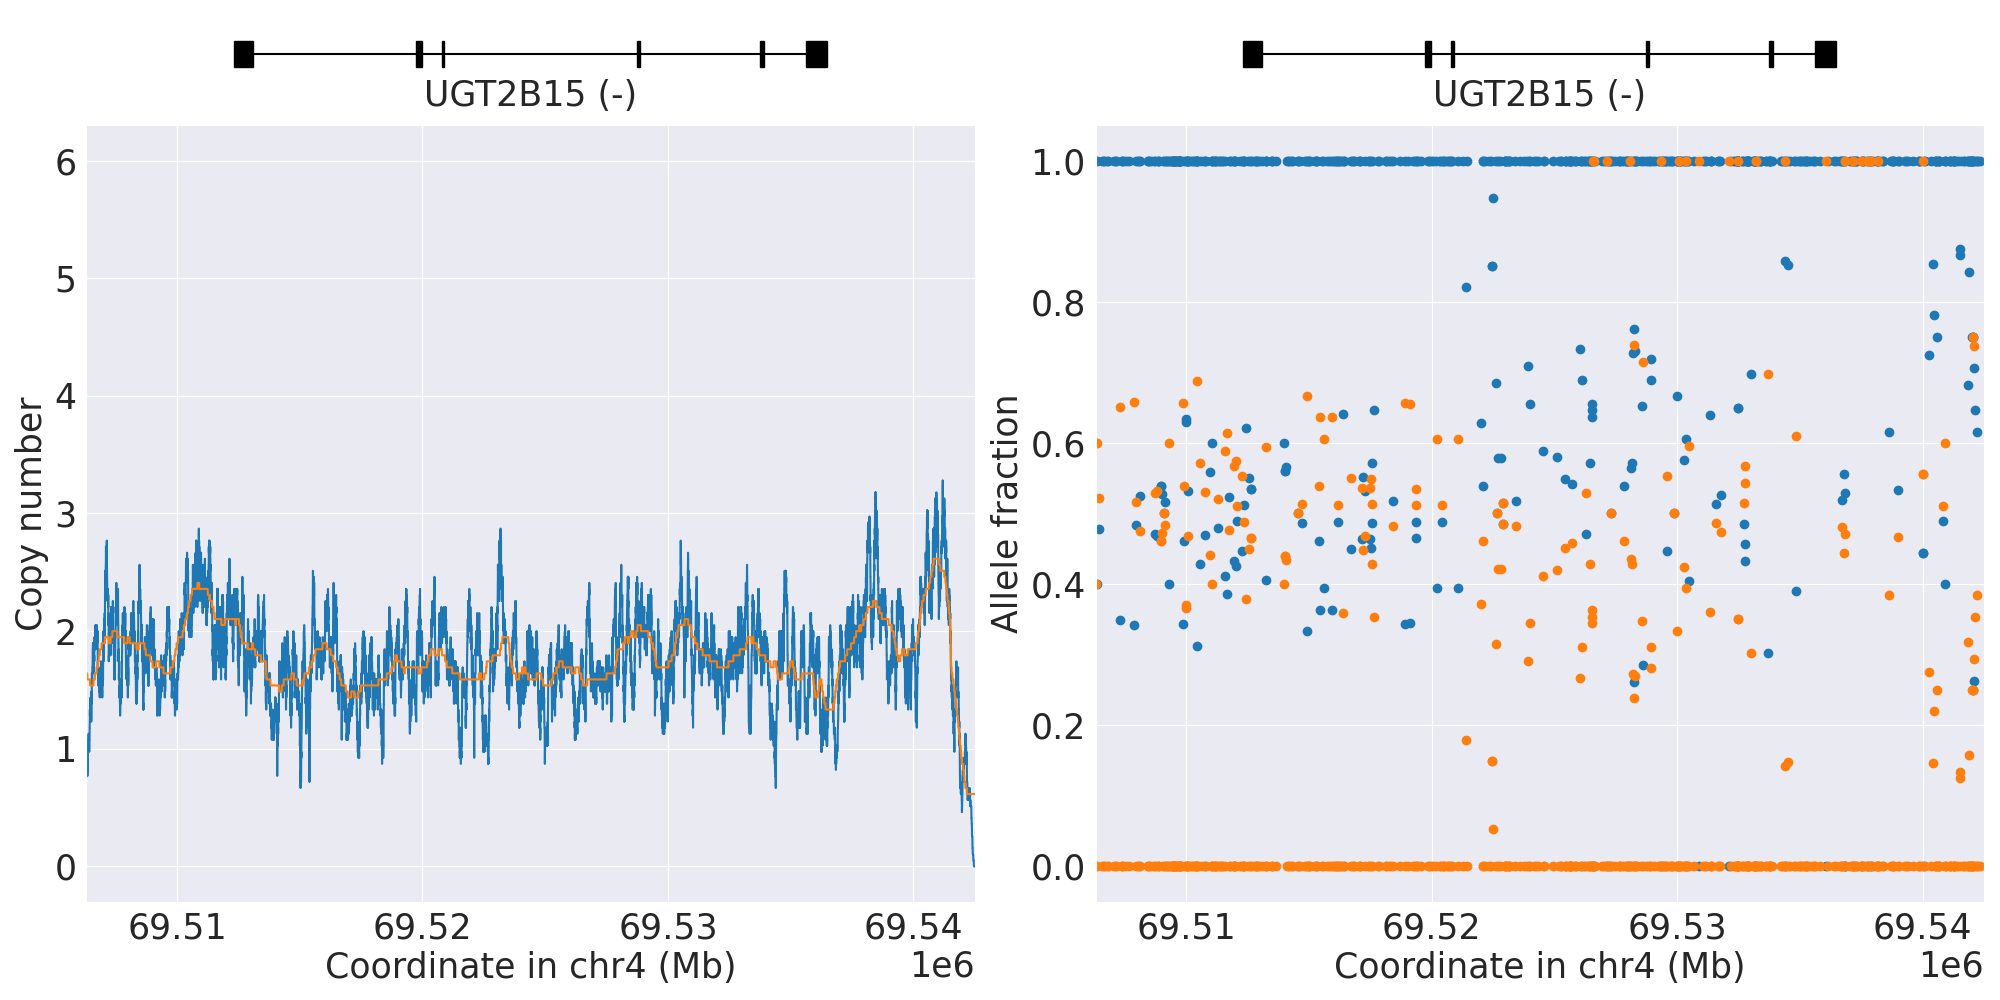 UGT2B15 (-)
6
5
4
3
2
1
0
Copy number
69.51 69.52 69.53 69.54
Coordinate in chr4 (Mb)
1e6
UGT2B15 (-)
1.0
0.8
0.6
0.4
0.2
0.0
Allele fraction
69.51 69.52 69.53 69.54
Coordinate in chr4 (Mb)
1e6